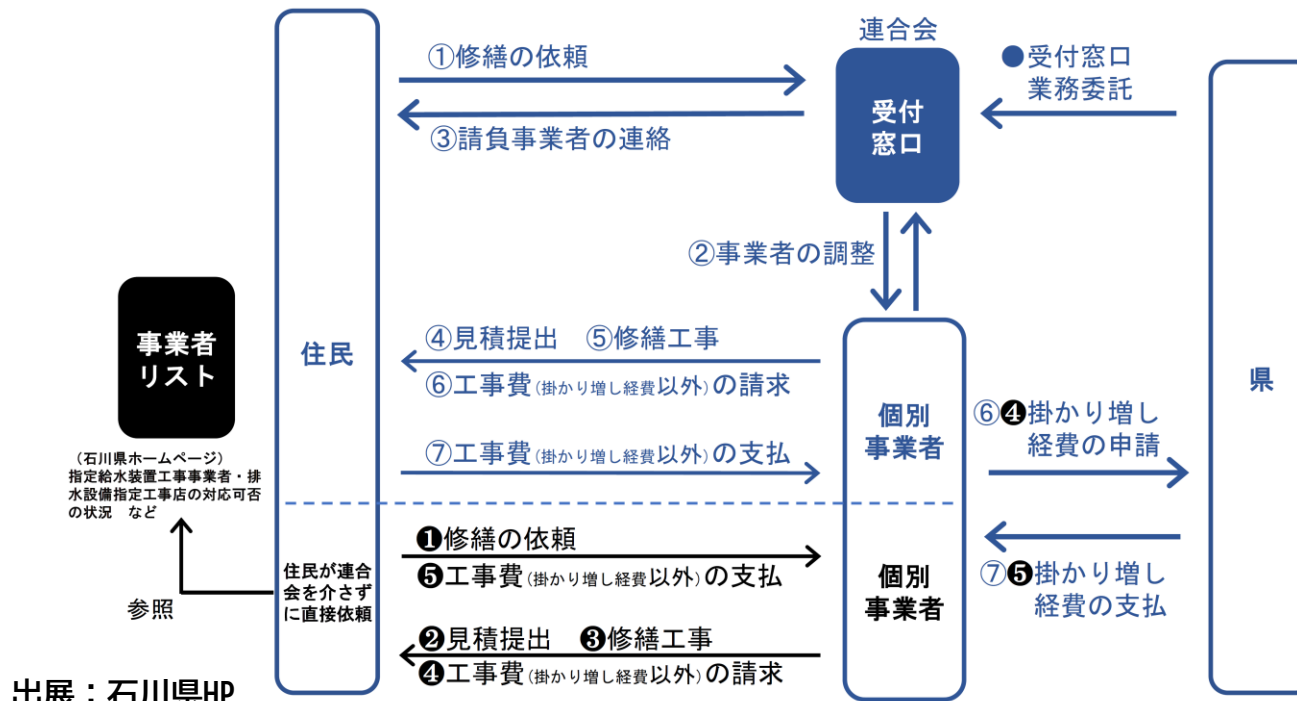 連合会
①修繕の依頼
●受付窓口
業務委託
受付
窓口
③請負事業者の連絡
②事業者の調整
事業者
リスト
住民
④見積提出 ⑤修繕工事
⑥工事費(掛かり増し経費以外)の請求
個別
事業者
県
⑥❹掛かり増し
経費の申請
⑦工事費(掛かり増し経費以外)の支払
（石川県ホームページ）
指定給水装置工事事業者・排
水設備指定工事店の対応可否
の状況 など
❶修繕の依頼
❺工事費(掛かり増し経費以外)の支払
住民が連合
会を介さず
に直接依頼
個別
事業者
⑦❺掛かり増し
経費の支払
参照
❷見積提出 ❸修繕工事
❹工事費(掛かり増し経費以外)の請求
出展：石川県HP